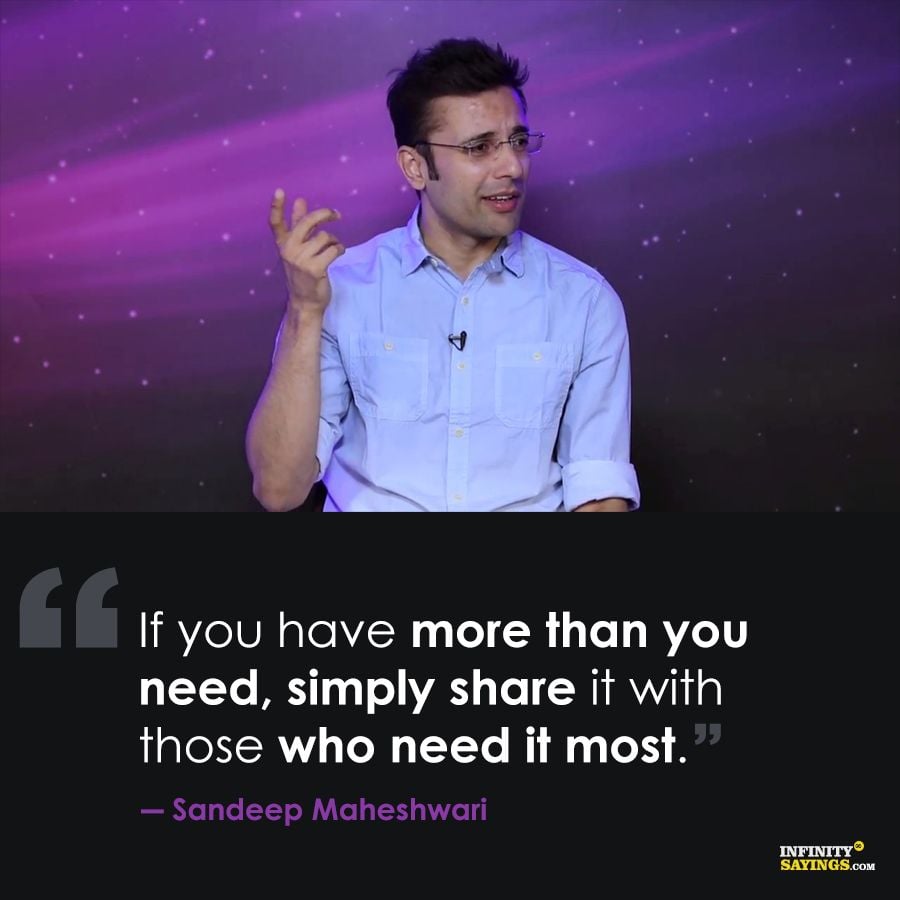 “
If you have more than you
need, simply share it with
those who need it most.”
— Sandeep Maheshwari
INFINITY
SAYINGS.COM